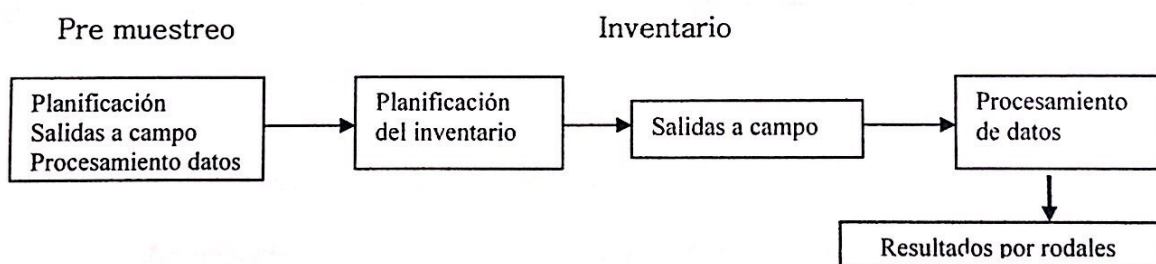 Pre muestreo
Inventario
Planificación
Salidas a campo
Procesamiento datos
Planificación
del inventario
Salidas a campo
Procesamiento
de datos
Resultados por rodales